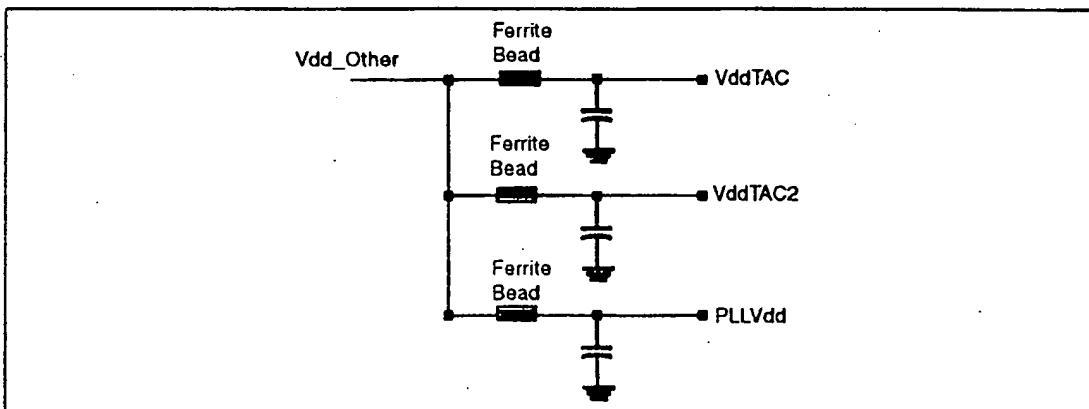 Ferrite
Bead
Vdd_Other
VddTAC
Ferrite
Bead
VddTAC2
Ferrite
Bead
PLLVdd